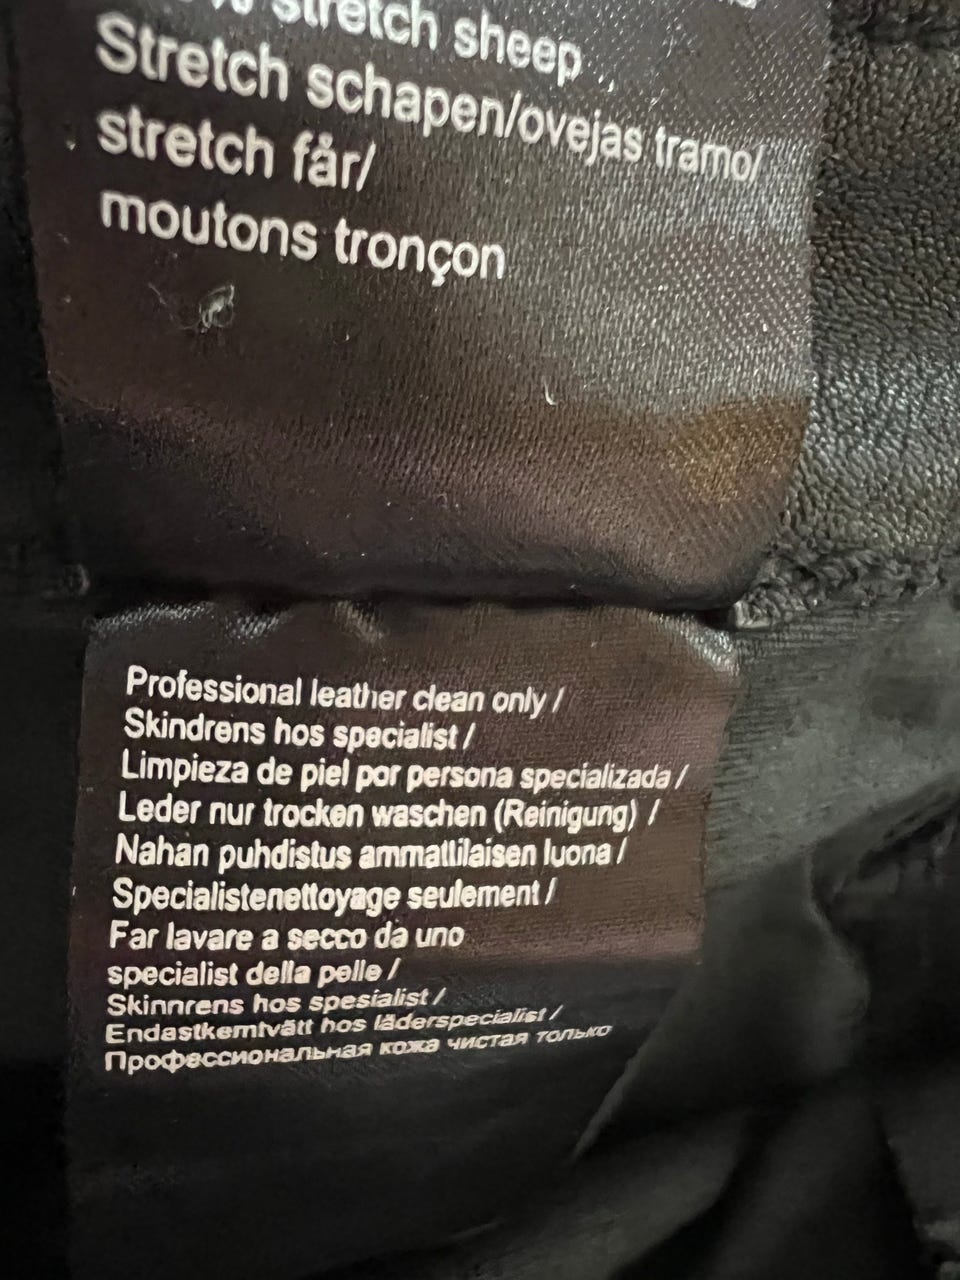 stretch sheep
Stretch schapen/ovejas tramo/
stretch får/
moutons tronçon
Professional leather clean only /
Skindrens hos specialist /
Limpieza de piel por persona specializada /
Leder nur trocken waschen (Reinigung) /
Nahan puhdistus ammattilaisen luona /
Specialistenettoyage seulement /
Far lavare a secco da uno
specialist della pelle /
Skinnrens hos spesialist /
Endastkemtvätt hos läderspecialist /
Профессиональная кожа чистая только